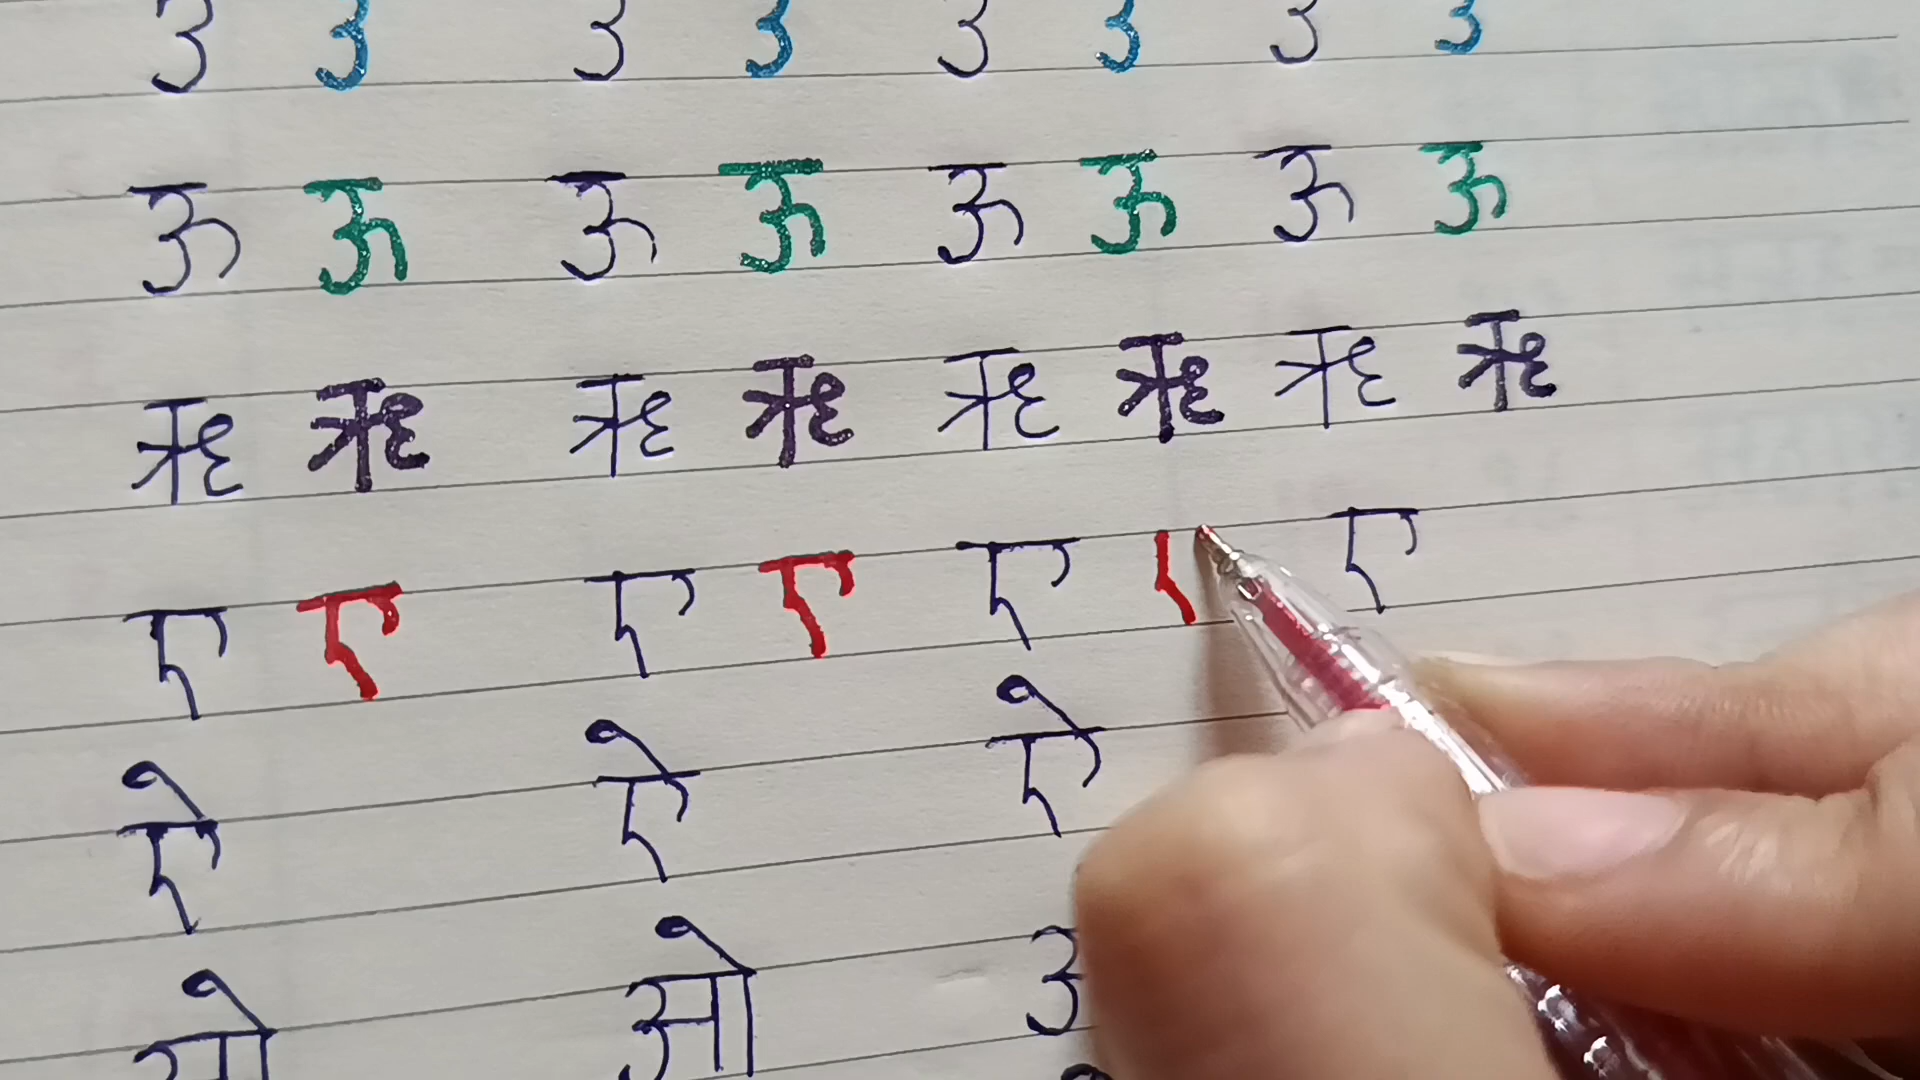 उ उ उ उ उ उ उ उ
ऊ ऊ ऊ ऊ ऊ ऊ ऊ ऊ
ऋ ऋ ऋ ऋ ऋ ऋ ऋ ऋ
ए ए ए ए ए ए
ऐ ऐ ऐ
ओ ओ